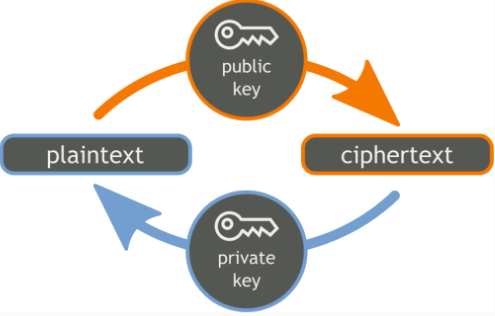 public
key
plaintext
ciphertext
private
key